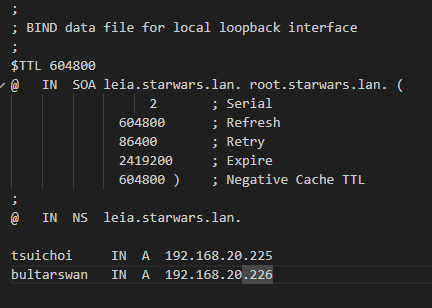 ;
; BIND data file for local loopback interface
;
$TTL 604800
@ IN SOA leia.starwars.lan. root.starwars.lan. (
2 ; Serial
604800 ; Refresh
86400 ; Retry
2419200 ; Expire
604800 ) ; Negative Cache TTL
;
@ IN NS leia.starwars.lan.
tsuichoi IN A 192.168.20.225
bultarswan IN A 192.168.20.226